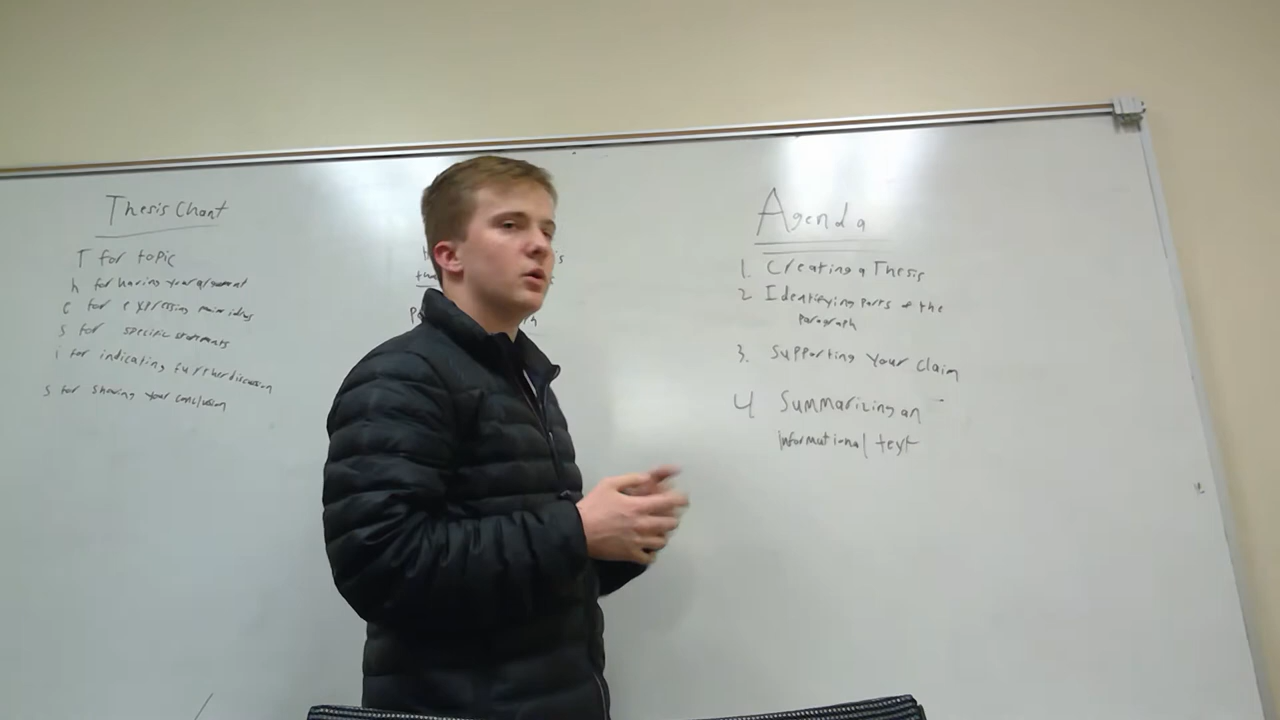 Thesis Chart
T for topic
h for having your argument
e for expressing main ideas
s for specific statements
i for indicating further discussion
s for showing your conclusion
Agenda
1. Creating a Thesis
2 Identifying parts of the
paragraph
3. Supporting Your Claim
4 Summarizing an
informational text